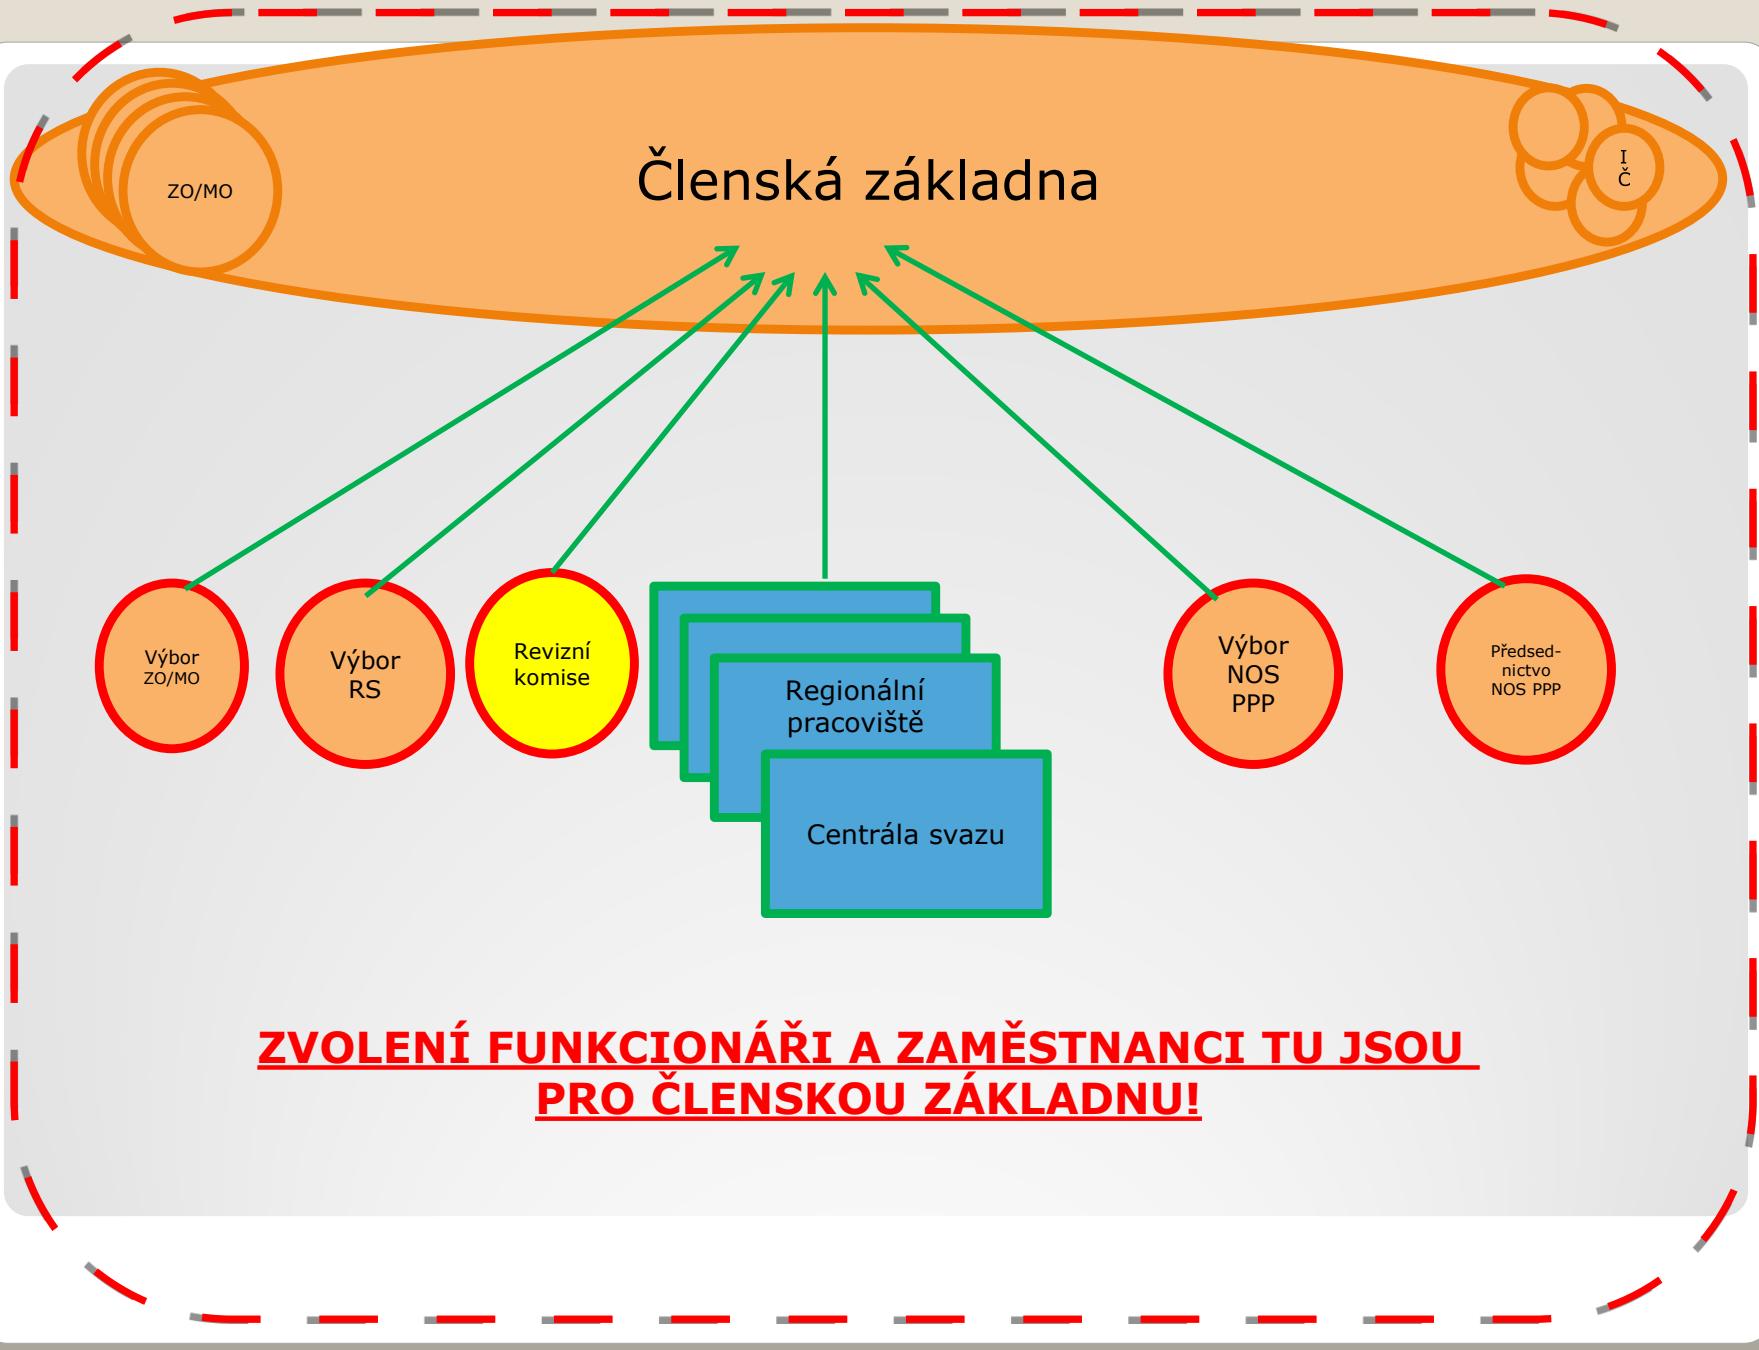 Členská základna
ZO/MO
I
Č
Výbor
ZO/MO
Výbor
RS
Revizní
komise
Regionální
pracoviště
Centrála svazu
Výbor
NOS
PPP
Předsed-
nictvo
NOS PPP
ZVOLENÍ FUNKCIONÁŘI A ZAMĚSTNANCI TU JSOU
PRO ČLENSKOU ZÁKLADNU!